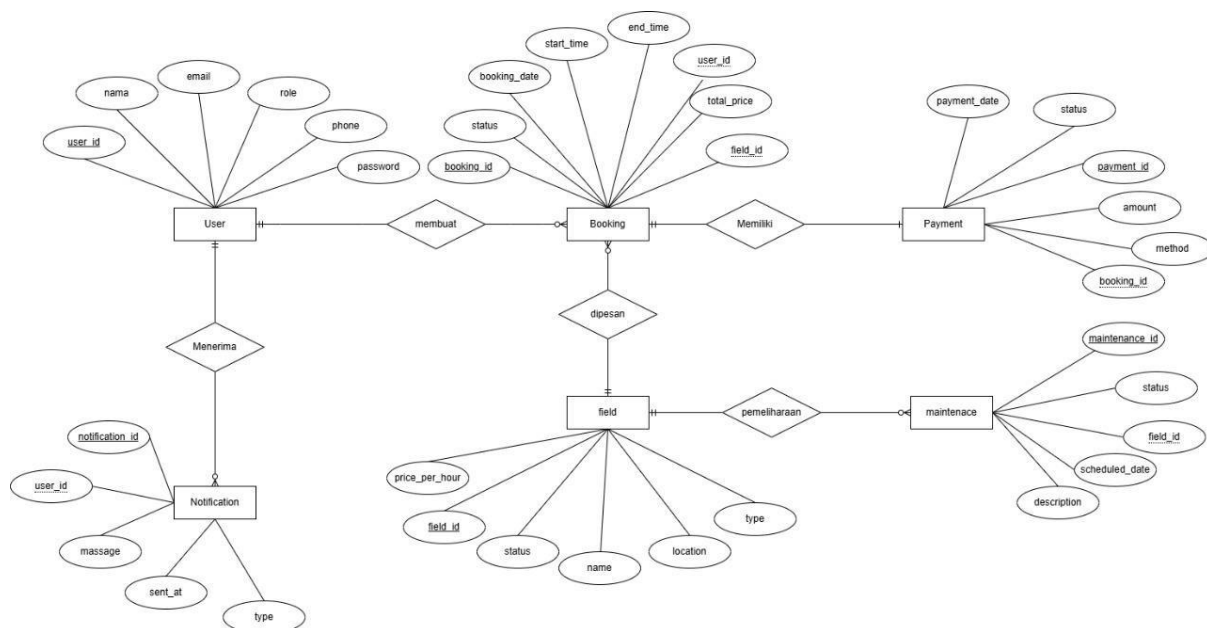 end_time
start_time
user_id
email
booking_date
nama
role
total_price
payment_date
status
phone
status
user_id
payment_id
password
booking_id
field_id
amount
User
membuat
Booking
Memiliki
Payment
method
booking_id
dipesan
maintenance_id
Menerima
status
field
pemeliharaan
maintenace
notification_id
field_id
scheduled_date
price_per_hour
user_id
Notification
description
type
field_id
massage
status
location
name
sent_at
type